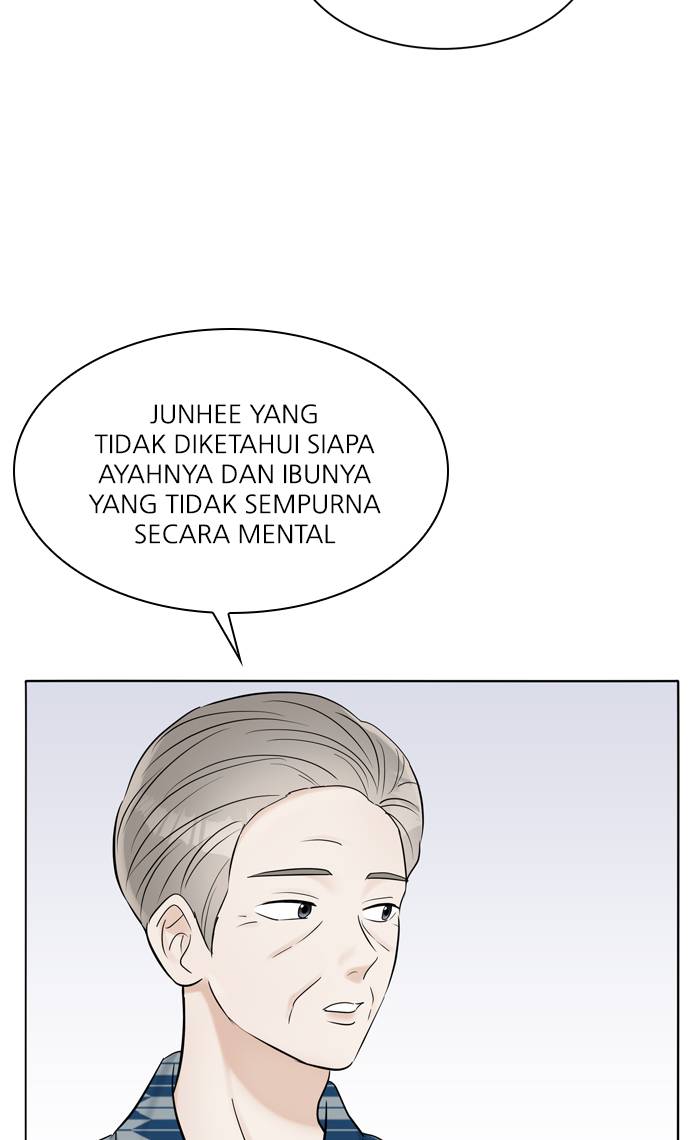 JUNHEE YANG
TIDAK DIKETAHUI SIAPA
AYAHNYA DAN IBUNYA
YANG TIDAK SEMPURNA
SECARA MENTAL